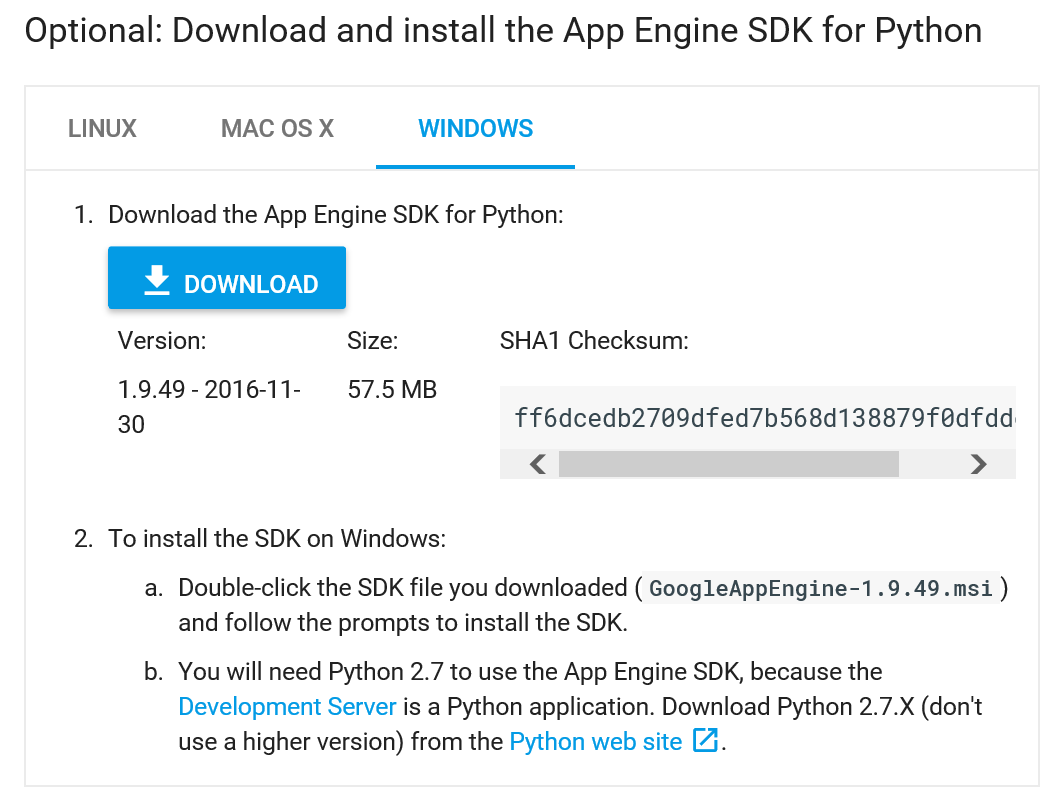 Optional: Download and install the App Engine SDK for Python
LINUX MAC OS X WINDOWS
1. Download the App Engine SDK for Python:
DOWNLOAD
Version: Size: SHA1 Checksum:
1.9.49 - 2016-11- 57.5 MB
30
ff6dcedb2709dfed7b568d138879f0dfdd
2. To install the SDK on Windows:
a. Double-click the SDK file you downloaded ( GoogleAppEngine-1.9.49.msi )
and follow the prompts to install the SDK.
b. You will need Python 2.7 to use the App Engine SDK, because the
Development Server is a Python application. Download Python 2.7.X (don't
use a higher version) from the Python web site .